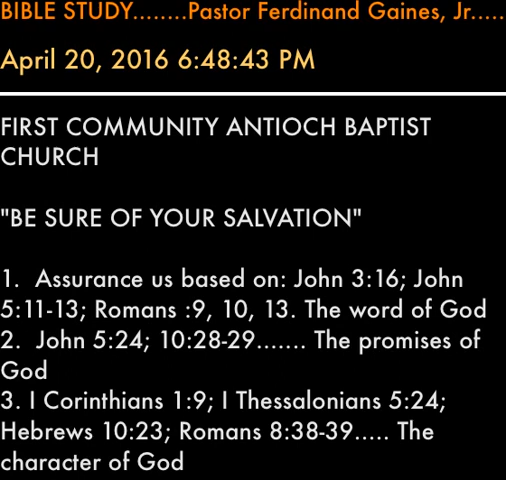 BIBLE STUDY........Pastor Ferdinand Gaines, Jr.....
April 20, 2016 6:48:43 PM
FIRST COMMUNITY ANTIOCH BAPTIST
CHURCH
"BE SURE OF YOUR SALVATION"
1.  Assurance us based on: John 3:16; John
5:11-13; Romans :9, 10, 13. The word of God
2.  John 5:24; 10:28-29....... The promises of
God
3. I Corinthians 1:9; I Thessalonians 5:24;
Hebrews 10:23; Romans 8:38-39..... The
character of God